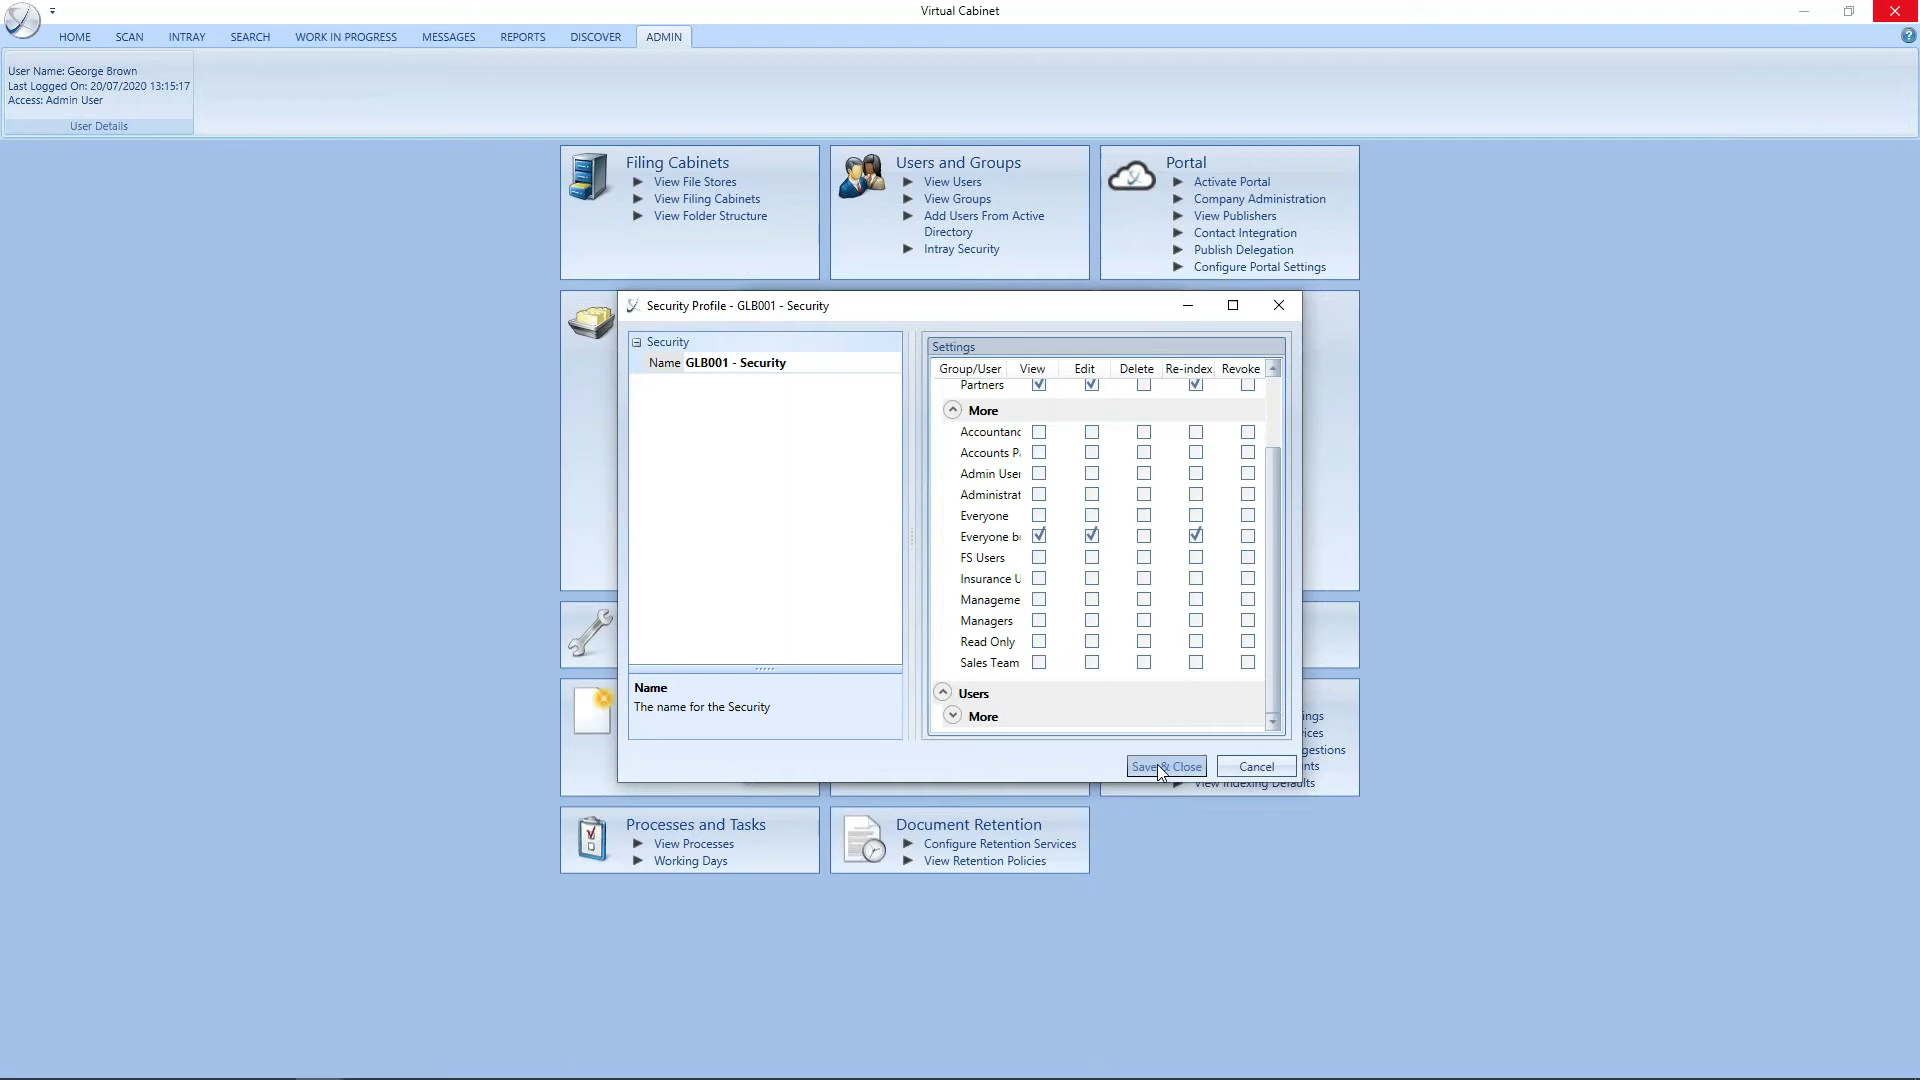 Virtual Cabinet
HOME SCAN INTRAY SEARCH WORK IN PROGRESS MESSAGES REPORTS DISCOVER ADMIN
User Name: George Brown
Last Logged On: 20/07/2020 13:15:17
Access: Admin User
User Details
Filing Cabinets
View File Stores
View Filing Cabinets
View Folder Structure
Users and Groups
View Users
View Groups
Add Users From Active
Directory
Intray Security
Portal
Activate Portal
Company Administration
View Publishers
Contact Integration
Publish Delegation
Configure Portal Settings
Security Profile - GLB001 - Security
Security
Name GLB001 - Security
Name
The name for the Security
Settings
Group/User View Edit Delete Re-index Revoke
Partners
More
Accountanc
Accounts P
Admin User
Administrat
Everyone
Everyone b
FS Users
Insurance U
Manageme
Managers
Read Only
Sales Team
Users
More
Save & Close Cancel
ings
ices
gestions
nts
View Indexing Defaults
Processes and Tasks
View Processes
Working Days
Document Retention
Configure Retention Services
View Retention Policies